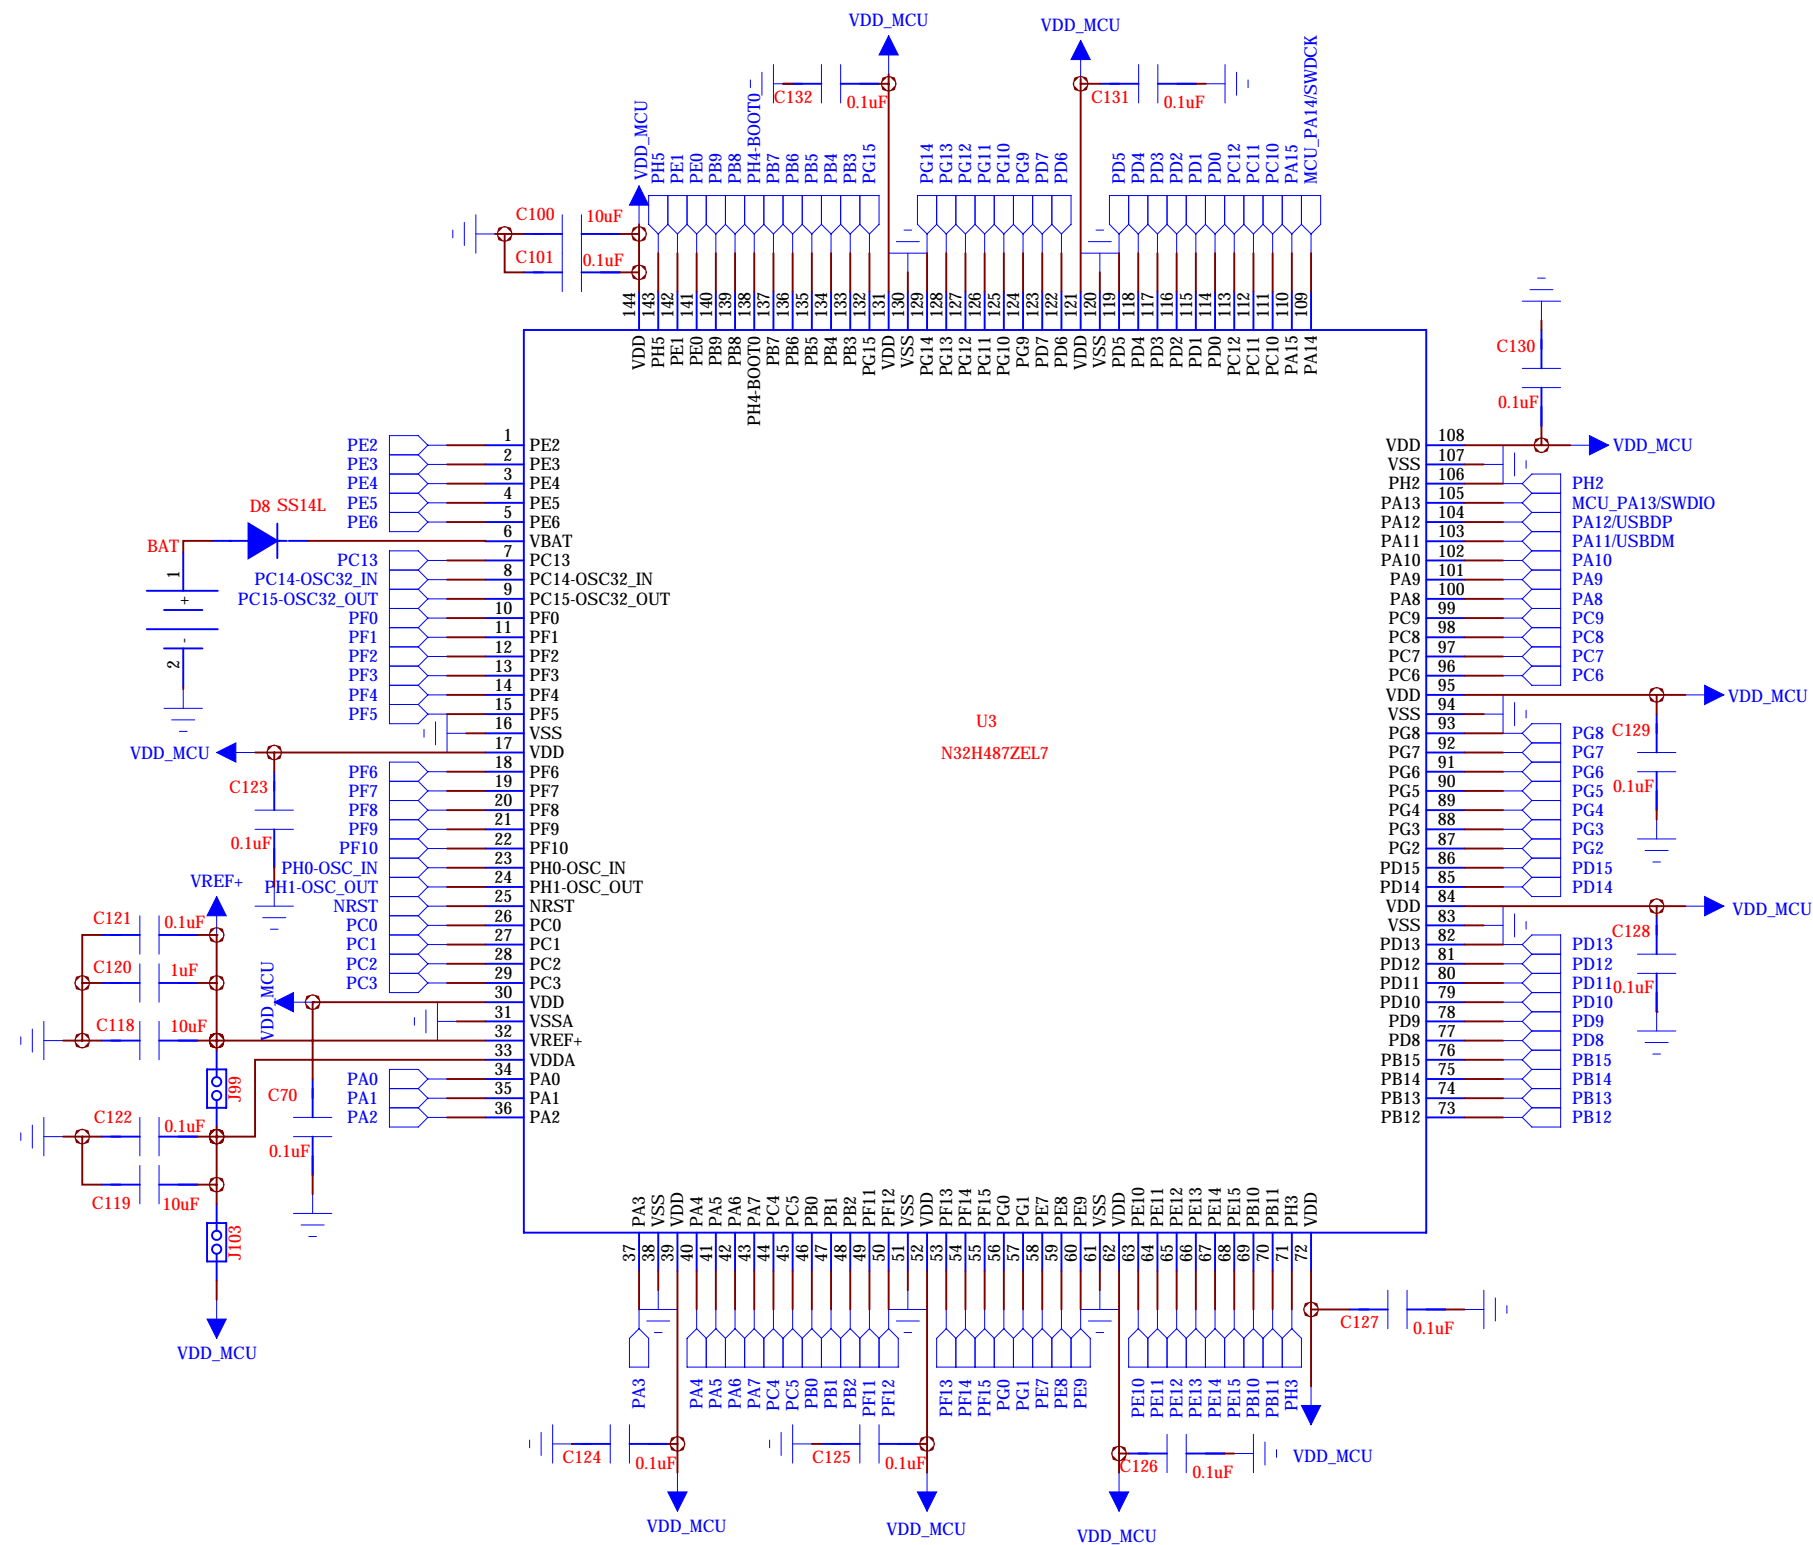 VDD_MCU
VDD_MCU
C132
0.1uF
C131
0.1uF
VDD_MCU
PH5
PE1
PE0
PB9
PB8
PH4-BOOT0
PB7
PB6
PB5
PB4
PB3
PG15
PG14
PG13
PG12
PG11
PG10
PG9
PD7
PD6
PD5
PD4
PD3
PD2
PD1
PD0
PC12
PC11
PC10
PA15
MCU_PA14/SWDCK
C100
10uF
C101
0.1uF
144
143
142
141
140
139
138
137
136
135
134
133
132
131
130
129
128
127
126
125
124
123
122
121
120
119
118
117
116
115
114
113
112
111
110
109
VDD
PH5
PE1
PE0
PB9
PB8
PH4-BOOT0
PB7
PB6
PB5
PB4
PB3
PG15
VDD
VSS
PG14
PG13
PG12
PG11
PG10
PG9
PD7
PD6
VDD
VSS
PD5
PD4
PD3
PD2
PD1
PD0
PC12
PC11
PC10
PA15
PA14
C130
0.1uF
PE2 1 PE2
PE3 2 PE3
PE4 3 PE4
PE5 4 PE5
PE6 5 PE6
D8 SS14L
BAT
1
+
-
2
6 VBAT
PC13 7 PC13
PC14-OSC32_IN 8 PC14-OSC32_IN
PC15-OSC32_OUT 9 PC15-OSC32_OUT
PF0 10 PF0
PF1 11 PF1
PF2 12 PF2
PF3 13 PF3
PF4 14 PF4
PF5 15 PF5
16 VSS
VDD_MCU 17 VDD
PF6 18 PF6
PF7 19 PF7
PF8 20 PF8
PF9 21 PF9
PF10 22 PF10
PH0-OSC_IN 23 PH0-OSC_IN
PH1-OSC_OUT 24 PH1-OSC_OUT
NRST 25 NRST
PC0 26 PC0
PC1 27 PC1
PC2 28 PC2
PC3 29 PC3
VDD_MCU 30 VDD
31 VSSA
32 VREF+
33 VDDA
PA0 34 PA0
PA1 35 PA1
PA2 36 PA2
C123
0.1uF
VREF+
C121
0.1uF
C120
1uF
C118
10uF
J99
C122
0.1uF
C119
10uF
J103
VDD_MCU
C70
0.1uF
U3
N32H487ZEL7
VDD 108 VDD_MCU
VSS 107
PH2 106 PH2
PA13 105 MCU_PA13/SWDIO
PA12 104 PA12/USBDP
PA11 103 PA11/USBDM
PA10 102 PA10
PA9 101 PA9
PA8 100 PA8
PC9 99 PC9
PC8 98 PC8
PC7 97 PC7
PC6 96 PC6
VDD 95 VDD_MCU
VSS 94
PG8 93 PG8
PG7 92 PG7
PG6 91 PG6
PG5 90 PG5
PG4 89 PG4
PG3 88 PG3
PG2 87 PG2
PD15 86 PD15
PD14 85 PD14
VDD 84 VDD_MCU
VSS 83
PD13 82 PD13
PD12 81 PD12
PD11 80 PD11
PD10 79 PD10
PD9 78 PD9
PD8 77 PD8
PB15 76 PB15
PB14 75 PB14
PB13 74 PB13
PB12 73 PB12
C129
0.1uF
C128
0.1uF
PA3
VSS
VDD
PA4
PA5
PA6
PA7
PC4
PC5
PB0
PB1
PB2
PF11
PF12
VSS
VDD
PF13
PF14
PF15
PG0
PG1
PE7
PE8
PE9
VSS
VDD
PE10
PE11
PE12
PE13
PE14
PE15
PB10
PB11
PH3
VDD
37
38
39
40
41
42
43
44
45
46
47
48
49
50
51
52
53
54
55
56
57
58
59
60
61
62
63
64
65
66
67
68
69
70
71
72
C127
0.1uF
PA3
PA4
PA5
PA6
PA7
PC4
PC5
PB0
PB1
PB2
PF11
PF12
PF13
PF14
PF15
PG0
PG1
PE7
PE8
PE9
PE10
PE11
PE12
PE13
PE14
PE15
PB10
PB11
PH3
C124
0.1uF
C125
0.1uF
C126
0.1uF
VDD_MCU
VDD_MCU
VDD_MCU
VDD_MCU